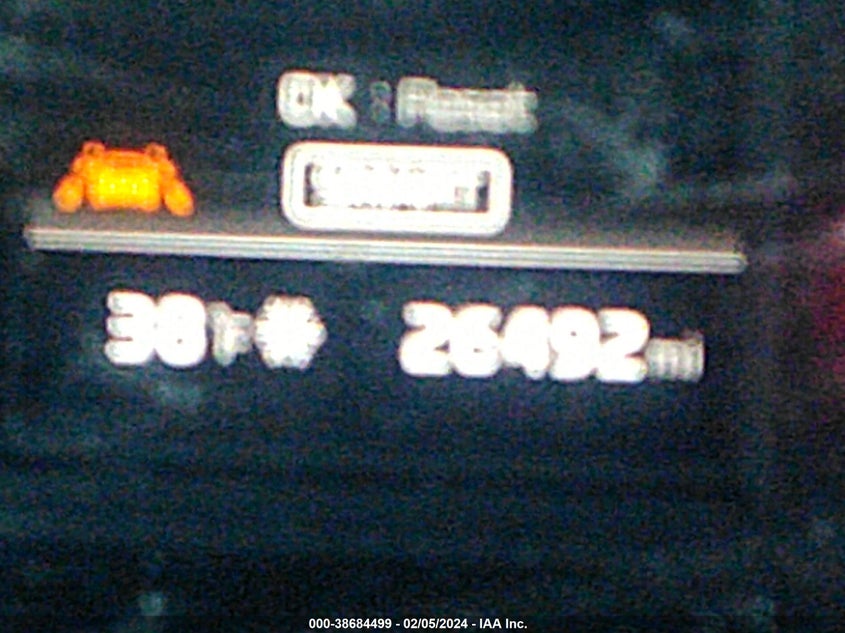 OK : Reset
38°F 26492 mi
000-38684499 - 02/05/2024 - IAA Inc.